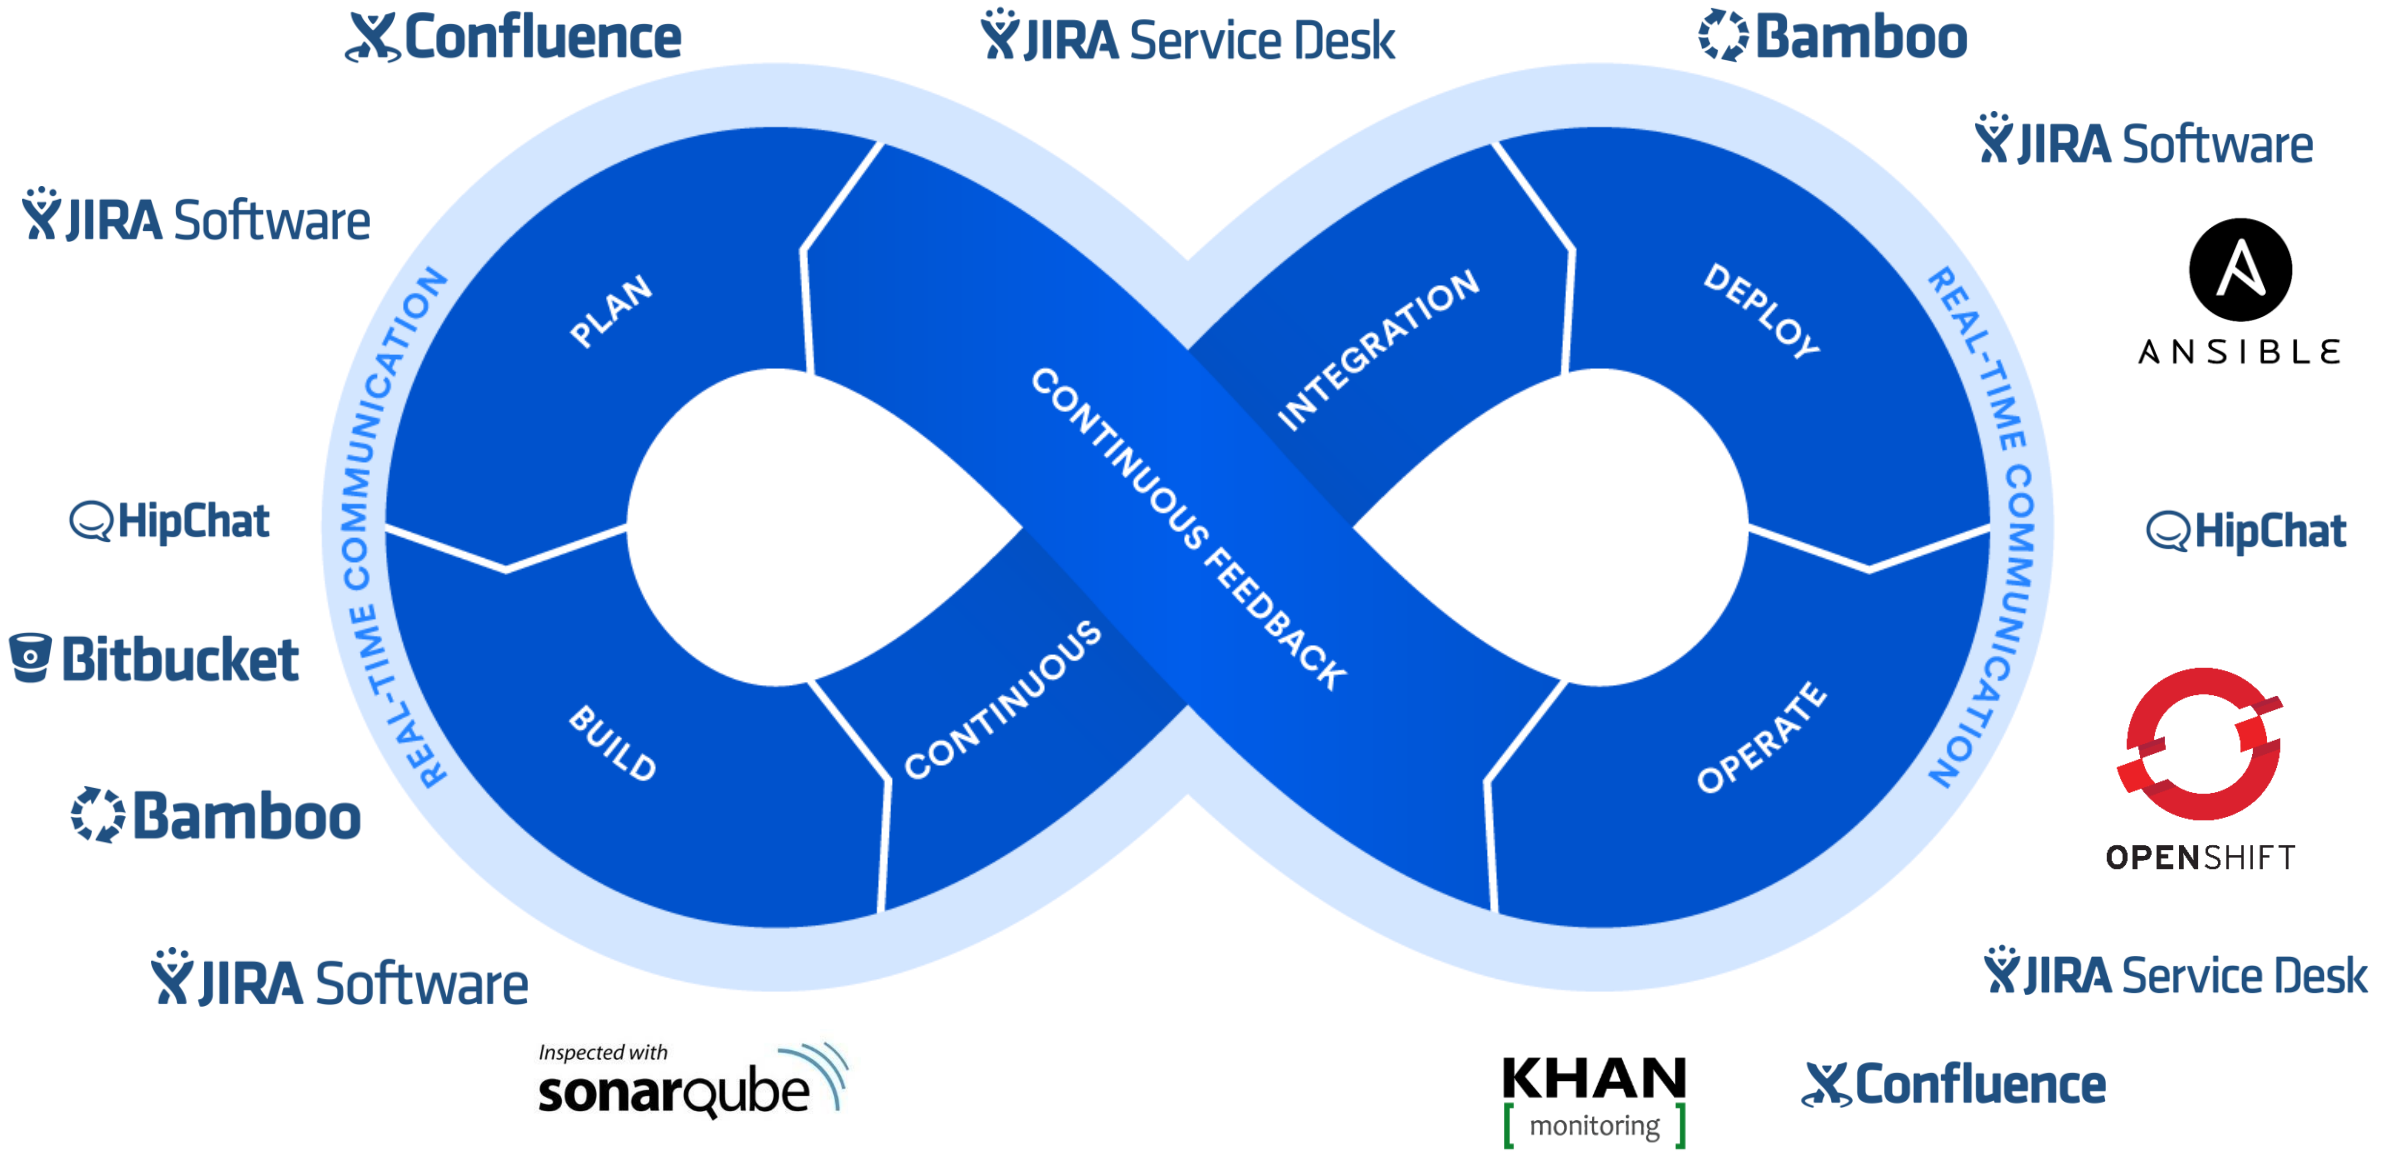 Confluence
JIRA Service Desk
Bamboo
JIRA Software
JIRA Software
ANSIBLE
REAL-TIME COMMUNICATION
PLAN
CONTINUOUS FEEDBACK
INTEGRATION
DEPLOY
REAL-TIME COMMUNICATION
HipChat
HipChat
Bitbucket
BUILD
CONTINUOUS
OPERATE
Bamboo
OPENSHIFT
JIRA Software
JIRA Service Desk
Inspected with
sonarqube
KHAN
[ monitoring ]
Confluence